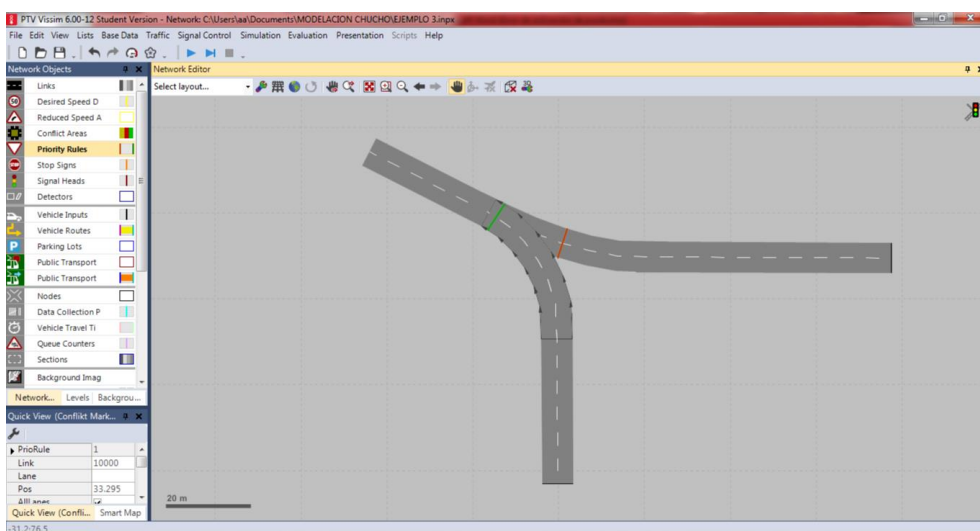 PTV Vissim 6.00-12 Student Version - Network: C:\Users\aa\Documents\MODELACION CHUCHO\EJEMPLO 3.inpx
File Edit View Lists Base Data Traffic Signal Control Simulation Evaluation Presentation Scripts Help
Network Objects
Network Editor
Select layout...
Links
50 Desired Speed D
Reduced Speed A
Conflict Areas
Priority Rules
STOP Stop Signs
Signal Heads
Detectors
Vehicle Inputs
Vehicle Routes
P Parking Lots
Public Transport
Public Transport
Nodes
Data Collection P
Vehicle Travel Ti
Queue Counters
Sections
Background Imag
Network... Levels Backgrou...
Quick View (Conflikt Mark...
PrioRule 1
Link 10000
Lane
Pos 33.295
AllLanes
Quick View (Confli... Smart Map
20 m
-31.2:76.5